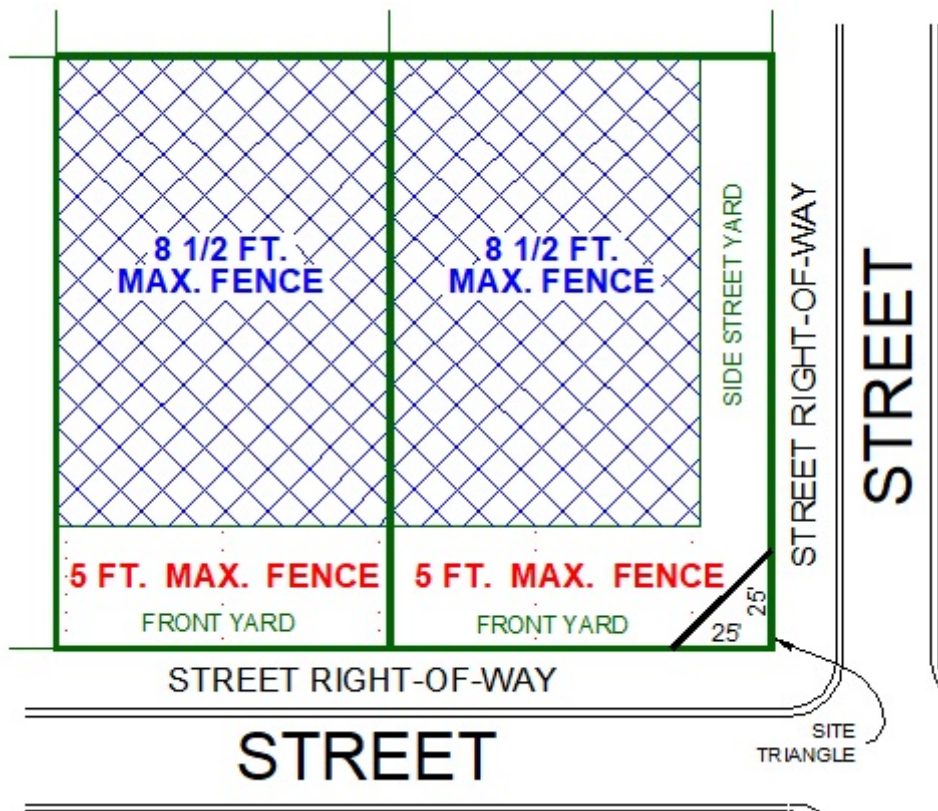 8 1/2 FT.
MAX. FENCE
8 1/2 FT.
MAX. FENCE
SIDE STREET YARD
STREET RIGHT-OF-WAY
STREET
5 FT. MAX. FENCE
5 FT. MAX. FENCE
FRONT YARD
FRONT YARD
25'
25'
STREET RIGHT-OF-WAY
STREET
SITE
TRIANGLE